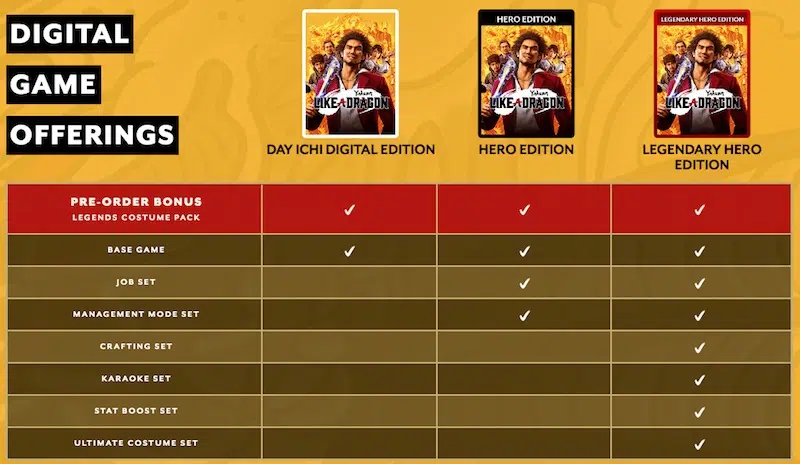 DIGITAL
GAME
OFFERINGS
HERO EDITION
LEGENDARY HERO EDITION
Yakuza
LIKE A DRAGON
Yakuza
LIKE A DRAGON
Yakuza
LIKE A DRAGON
DAY ICHI DIGITAL EDITION
HERO EDITION
LEGENDARY HERO
EDITION
PRE-ORDER BONUS
LEGENDS COSTUME PACK
BASE GAME
JOB SET
MANAGEMENT MODE SET
CRAFTING SET
KARAOKE SET
STAT BOOST SET
ULTIMATE COSTUME SET